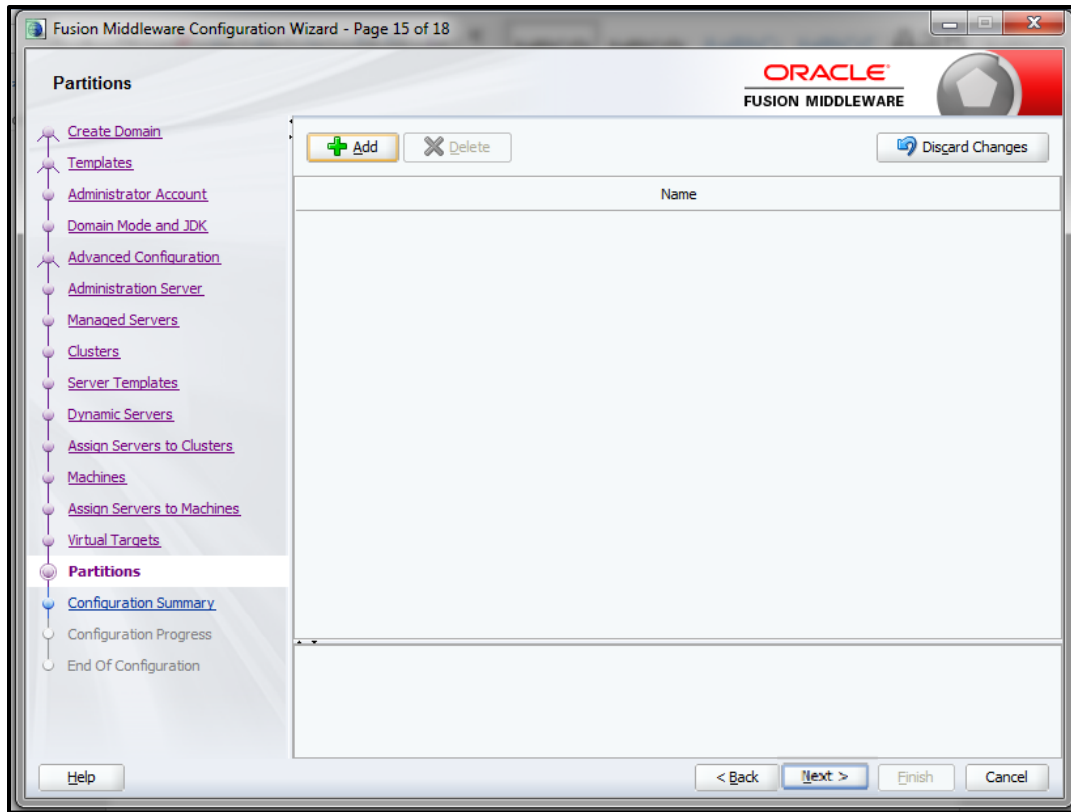 Fusion Middleware Configuration Wizard - Page 15 of 18
Partitions
ORACLE
FUSION MIDDLEWARE
Create Domain
Templates
Administrator Account
Domain Mode and JDK
Advanced Configuration
Administration Server
Managed Servers
Clusters
Server Templates
Dynamic Servers
Assign Servers to Clusters
Machines
Assign Servers to Machines
Virtual Targets
Partitions
Configuration Summary
Configuration Progress
End Of Configuration
Add Delete Discard Changes
Name
Help < Back Next > Finish Cancel